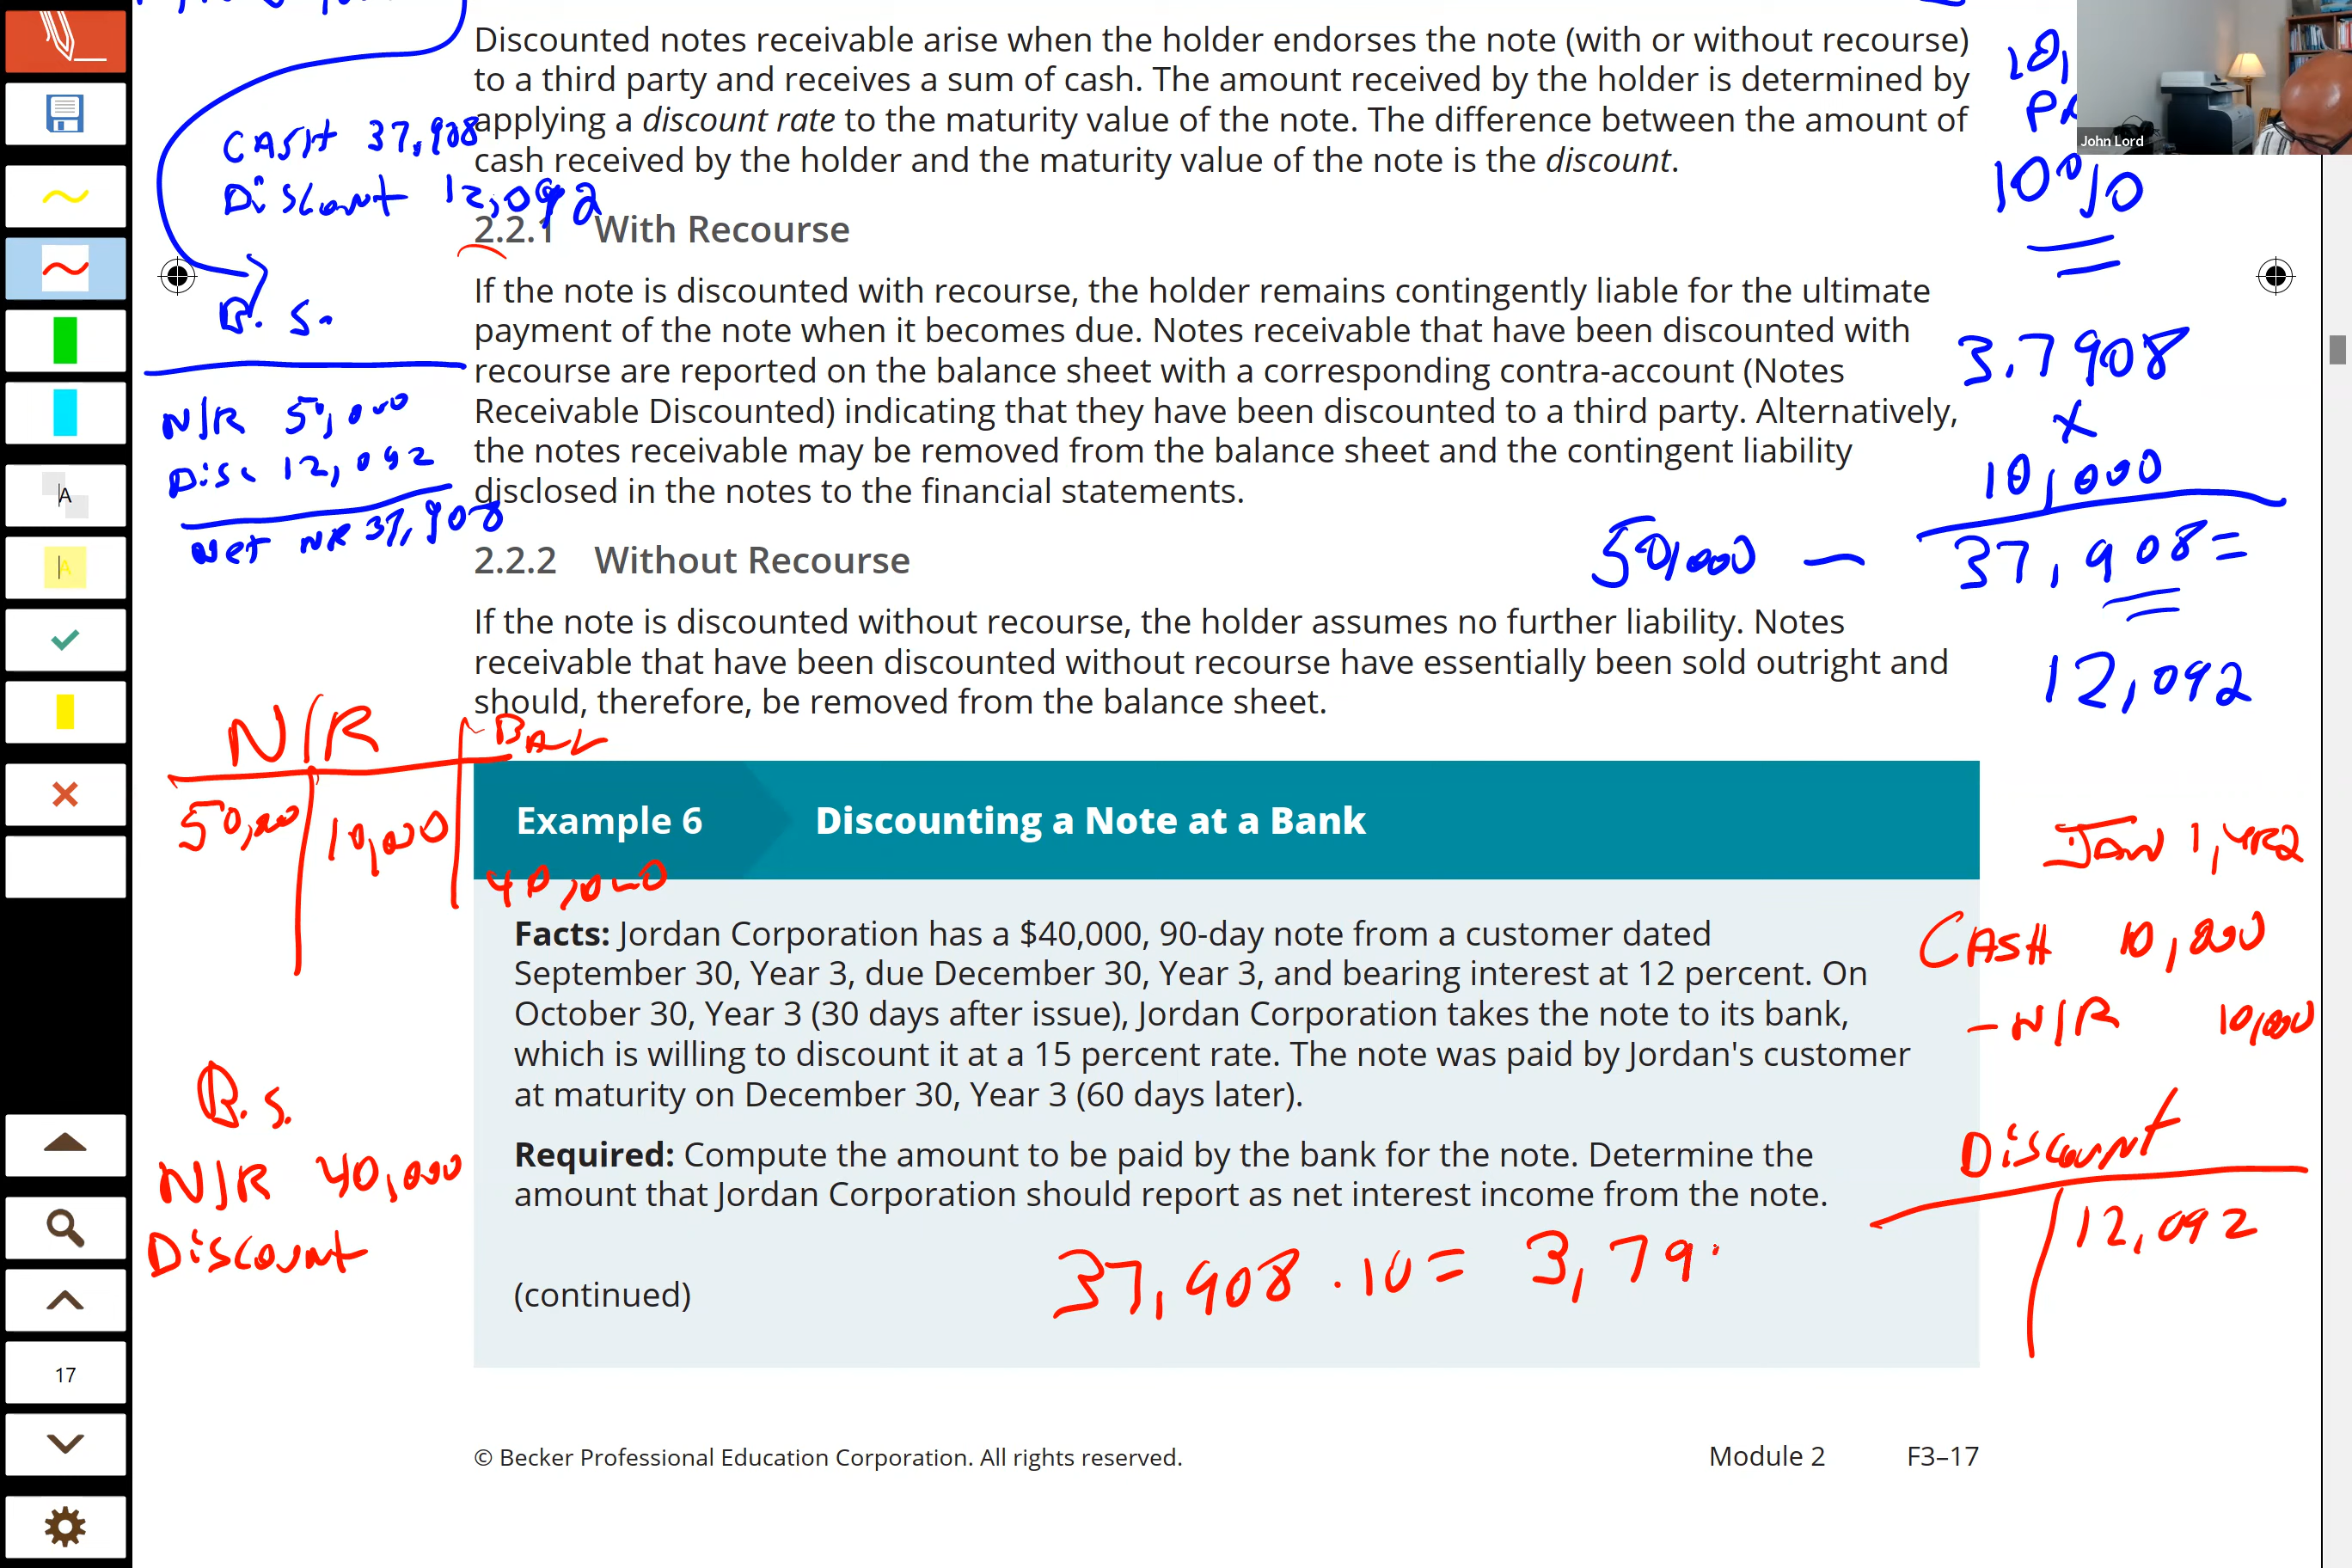 CASH 37,908
Discount 12,092
B. S.
N/R 50,000
Disc 12,092
Net NR 37,908
N/R
BAL
50,000
10,000
40,000
B. S.
N/R 40,000
Discount
Discounted notes receivable arise when the holder endorses the note (with or without recourse)
to a third party and receives a sum of cash. The amount received by the holder is determined by
applying a discount rate to the maturity value of the note. The difference between the amount of
cash received by the holder and the maturity value of the note is the discount.
2.2.1 With Recourse
If the note is discounted with recourse, the holder remains contingently liable for the ultimate
payment of the note when it becomes due. Notes receivable that have been discounted with
recourse are reported on the balance sheet with a corresponding contra-account (Notes
Receivable Discounted) indicating that they have been discounted to a third party. Alternatively,
the notes receivable may be removed from the balance sheet and the contingent liability
disclosed in the notes to the financial statements.
2.2.2 Without Recourse
If the note is discounted without recourse, the holder assumes no further liability. Notes
receivable that have been discounted without recourse have essentially been sold outright and
should, therefore, be removed from the balance sheet.
Example 6 Discounting a Note at a Bank
Facts: Jordan Corporation has a $40,000, 90-day note from a customer dated
September 30, Year 3, due December 30, Year 3, and bearing interest at 12 percent. On
October 30, Year 3 (30 days after issue), Jordan Corporation takes the note to its bank,
which is willing to discount it at a 15 percent rate. The note was paid by Jordan's customer
at maturity on December 30, Year 3 (60 days later).
Required: Compute the amount to be paid by the bank for the note. Determine the
amount that Jordan Corporation should report as net interest income from the note.
(continued)
37,908 .10 = 3,79
© Becker Professional Education Corporation. All rights reserved.
Module 2 F3–17
John Lord
10%
3.7908
x
10,000
50,000 — 37,908 =
12,092
JAN 1, YR2
CASH 10,000
- N/R 10,000
Discount
12,092
A
A
17